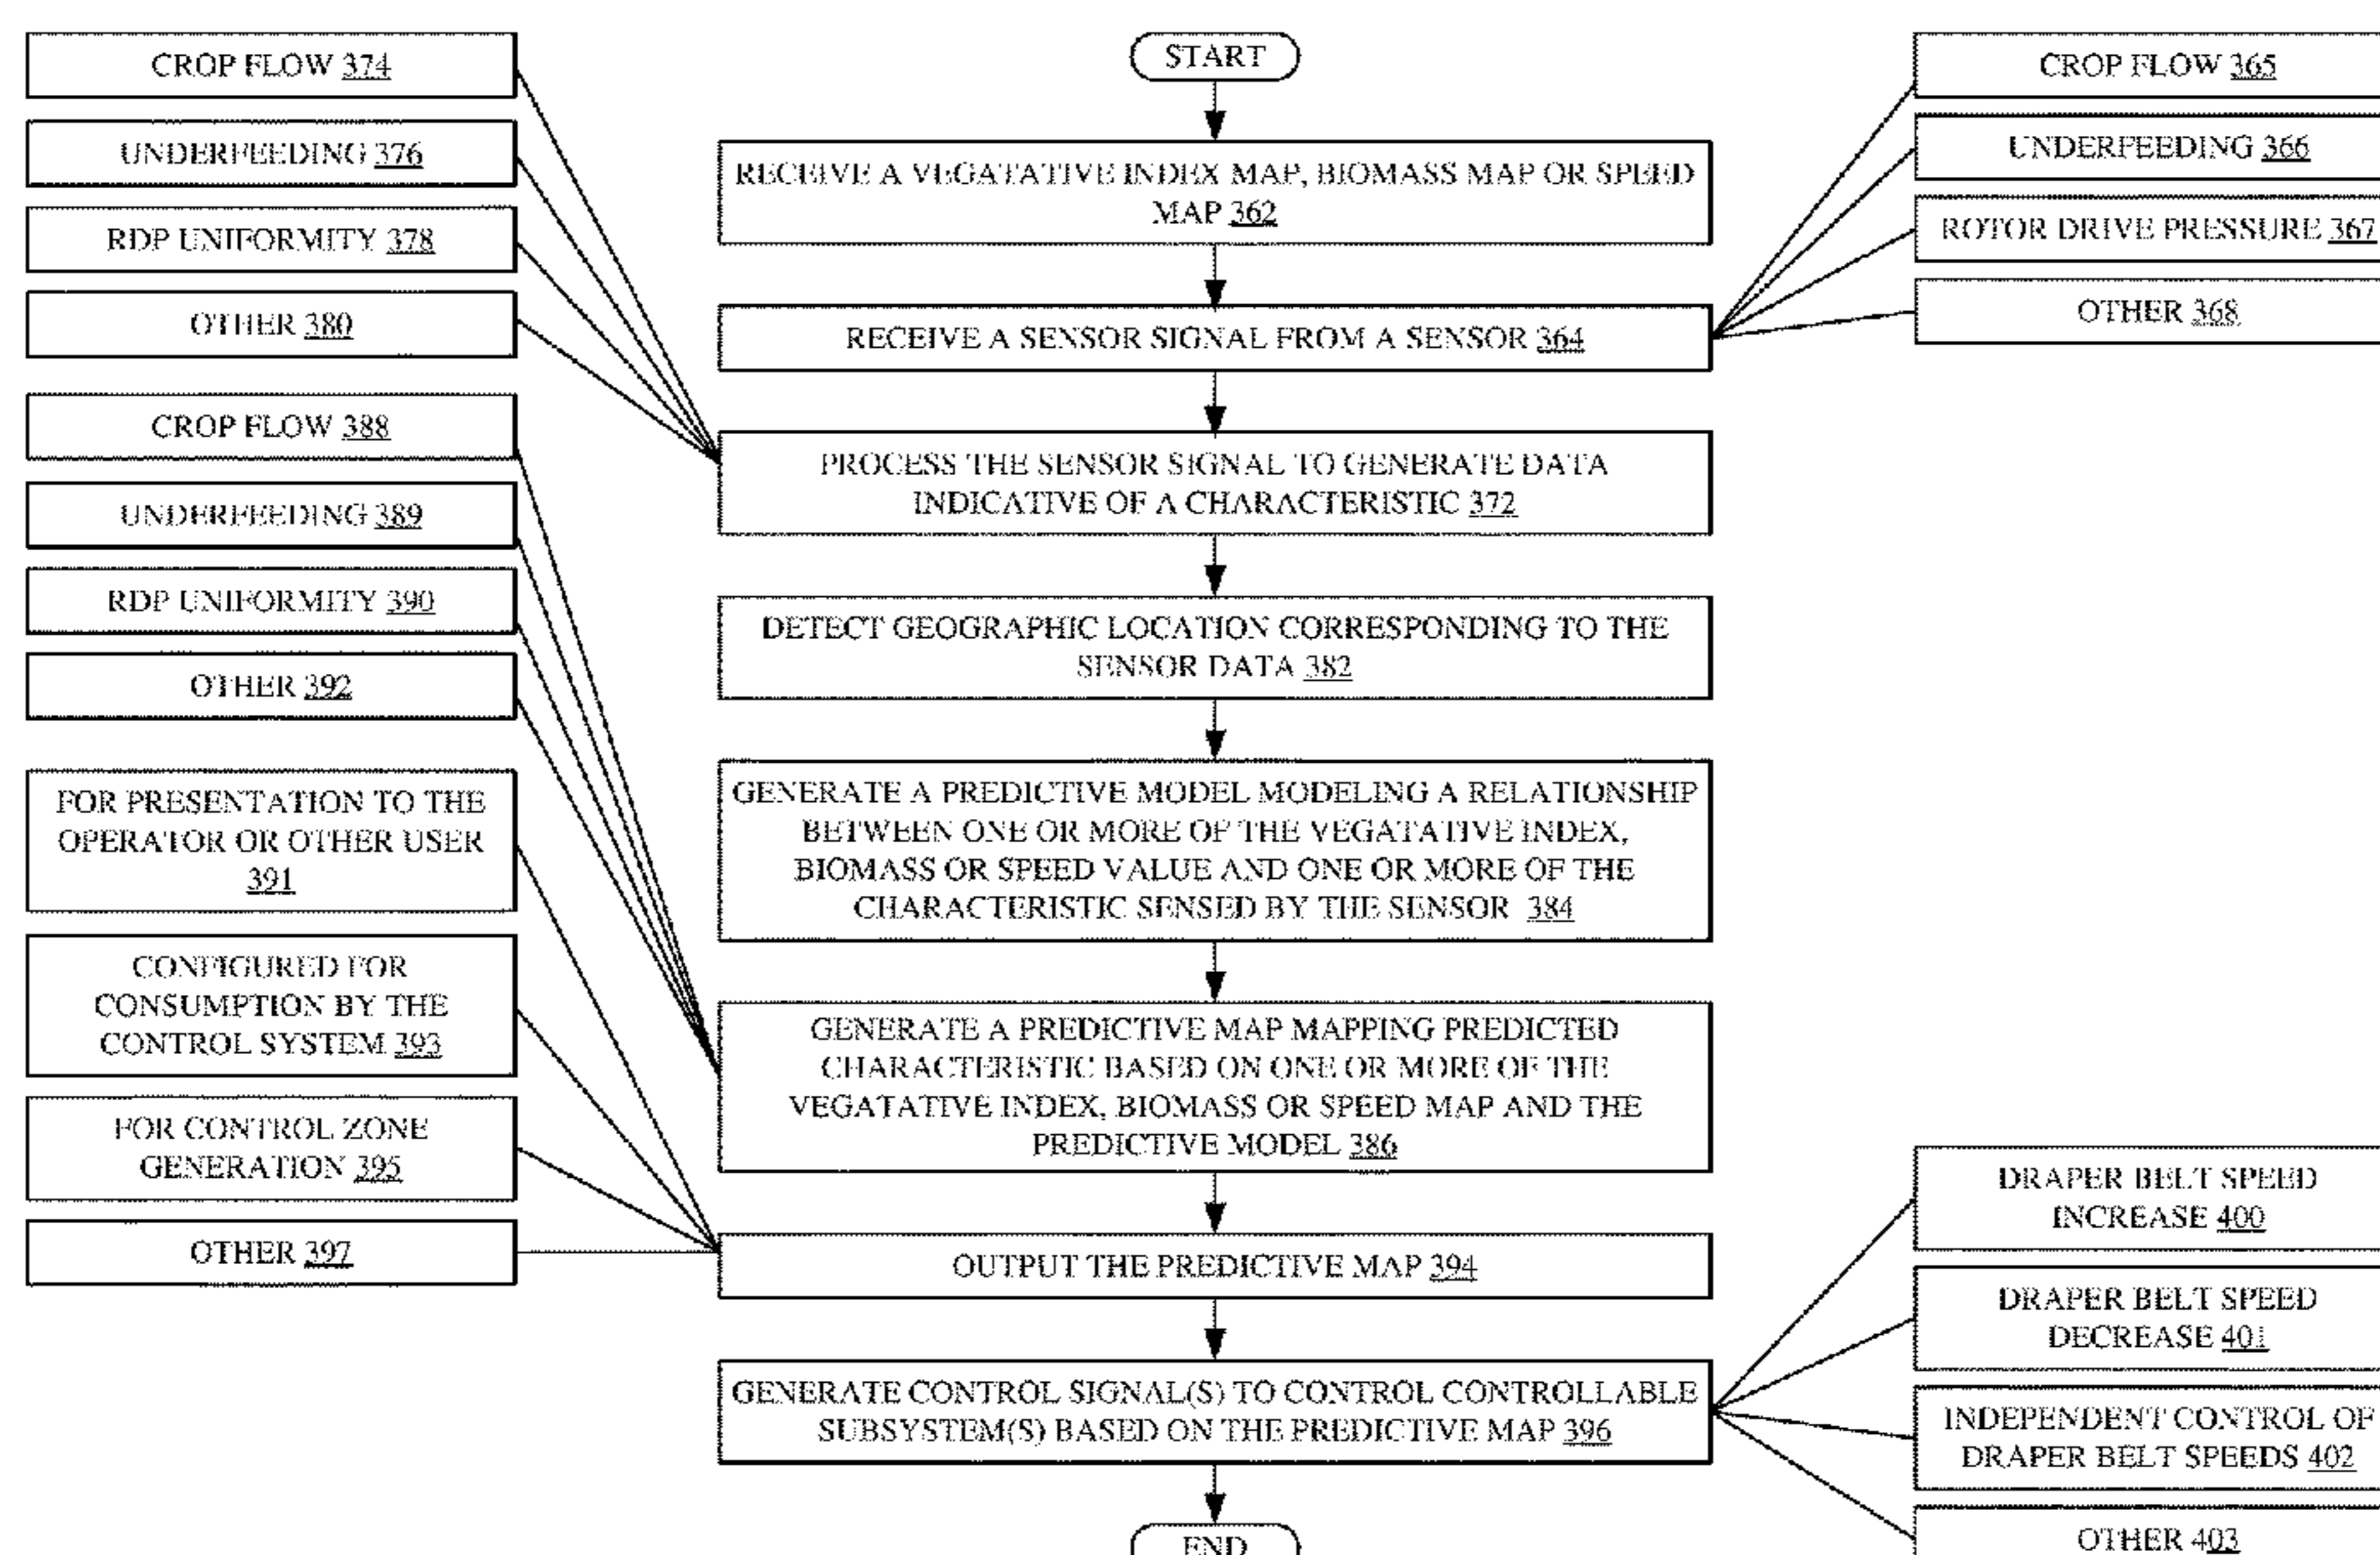 START
RECEIVE A VEGATATIVE INDEX MAP, BIOMASS MAP OR SPEED
MAP 362
RECEIVE A SENSOR SIGNAL FROM A SENSOR 364
CROP FLOW 365
UNDERFEEDING 366
ROTOR DRIVE PRESSURE 367
OTHER 368
CROP FLOW 374
UNDERFEEDING 376
RDP UNIFORMITY 378
OTHER 380
PROCESS THE SENSOR SIGNAL TO GENERATE DATA
INDICATIVE OF A CHARACTERISTIC 372
DETECT GEOGRAPHIC LOCATION CORRESPONDING TO THE
SENSOR DATA 382
GENERATE A PREDICTIVE MODEL MODELING A RELATIONSHIP
BETWEEN ONE OR MORE OF THE VEGATATIVE INDEX,
BIOMASS OR SPEED VALUE AND ONE OR MORE OF THE
CHARACTERISTIC SENSED BY THE SENSOR 384
CROP FLOW 388
UNDERFEEDING 389
RDP UNIFORMITY 390
OTHER 392
GENERATE A PREDICTIVE MAP MAPPING PREDICTED
CHARACTERISTIC BASED ON ONE OR MORE OF THE
VEGATATIVE INDEX, BIOMASS OR SPEED MAP AND THE
PREDICTIVE MODEL 386
FOR PRESENTATION TO THE
OPERATOR OR OTHER USER
391
CONFIGURED FOR
CONSUMPTION BY THE
CONTROL SYSTEM 393
FOR CONTROL ZONE
GENERATION 395
OTHER 397
OUTPUT THE PREDICTIVE MAP 394
GENERATE CONTROL SIGNAL(S) TO CONTROL CONTROLLABLE
SUBSYSTEM(S) BASED ON THE PREDICTIVE MAP 396
DRAPER BELT SPEED
INCREASE 400
DRAPER BELT SPEED
DECREASE 401
INDEPENDENT CONTROL OF
DRAPER BELT SPEEDS 402
OTHER 403
END